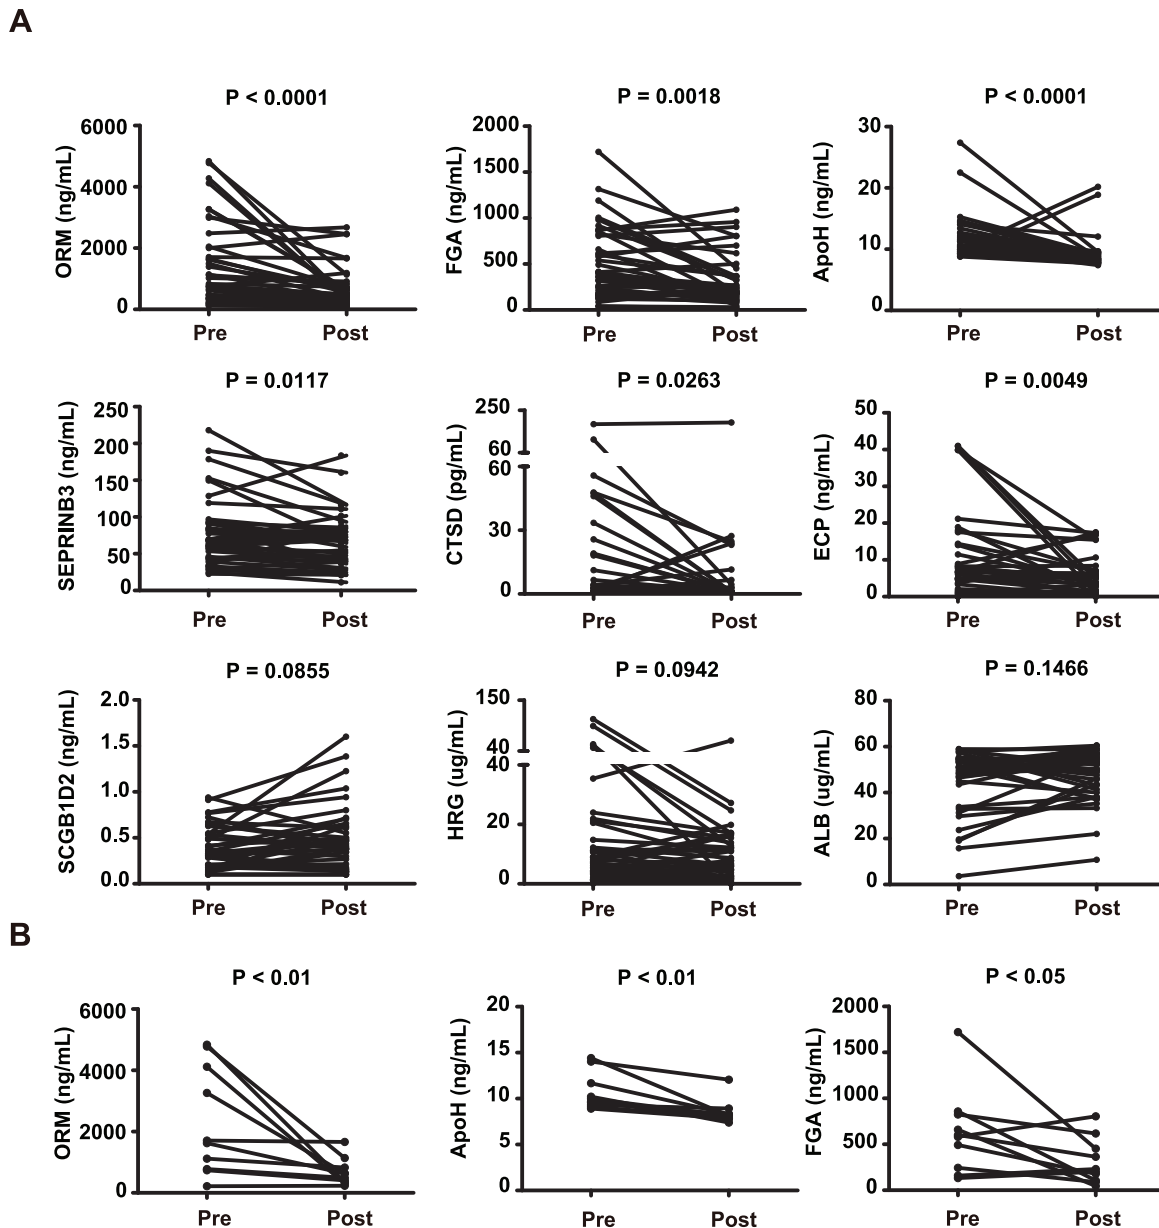 A
P < 0.0001
P = 0.0018
P < 0.0001
ORM (ng/mL)
6000
4000
2000
0
Pre
Post
FGA (ng/mL)
2000
1500
1000
500
0
Pre
Post
ApoH (ng/mL)
30
20
10
0
Pre
Post
P = 0.0117
P = 0.0263
P = 0.0049
SEPRINB3 (ng/mL)
250
200
150
100
50
0
Pre
Post
CTSD (pg/mL)
250
60
60
30
0
Pre
Post
ECP (ng/mL)
50
40
30
20
10
0
Pre
Post
P = 0.0855
P = 0.0942
P = 0.1466
SCGB1D2 (ng/mL)
2.0
1.5
1.0
0.5
0.0
Pre
Post
HRG (ug/mL)
150
40
40
20
0
Pre
Post
ALB (ug/mL)
80
60
40
20
0
Pre
Post
B
P < 0.01
P < 0.01
P < 0.05
ORM (ng/mL)
6000
4000
2000
0
Pre
Post
ApoH (ng/mL)
20
15
10
5
0
Pre
Post
FGA (ng/mL)
2000
1500
1000
500
0
Pre
Post